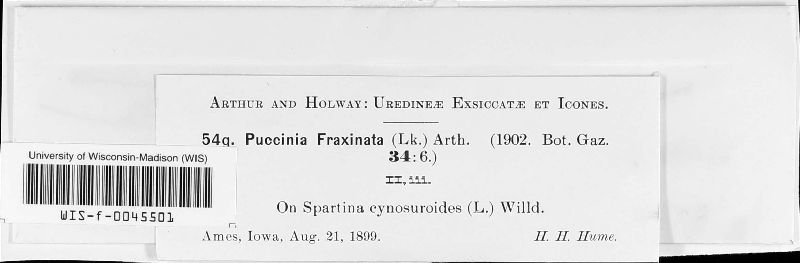 ARTHUR AND HOLWAY: UREDINEÆ EXSICCATÆ ET ICONES.
54q. Puccinia Fraxinata (Lk.) Arth. (1902. Bot. Gaz.
34:6.)
II, iii.
On Spartina cynosuroides (L.) Willd.
Ames, Iowa, Aug. 21, 1899. H. H. Hume.
University of Wisconsin-Madison (WIS)
WIS-f-0045501